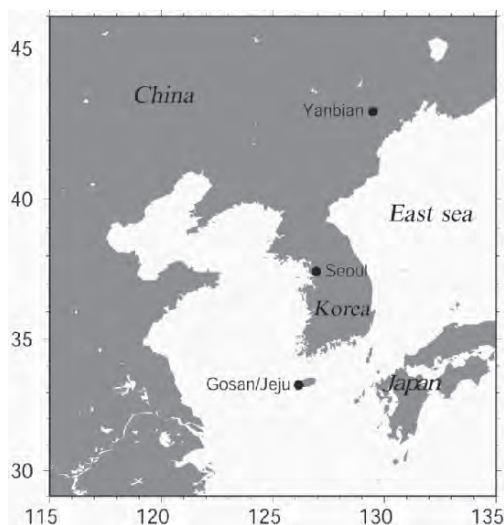 45
China
Yanbian
40
East sea
Seoul
Korea
35
Gosan/Jeju
Japan
30
115 120 125 130 135